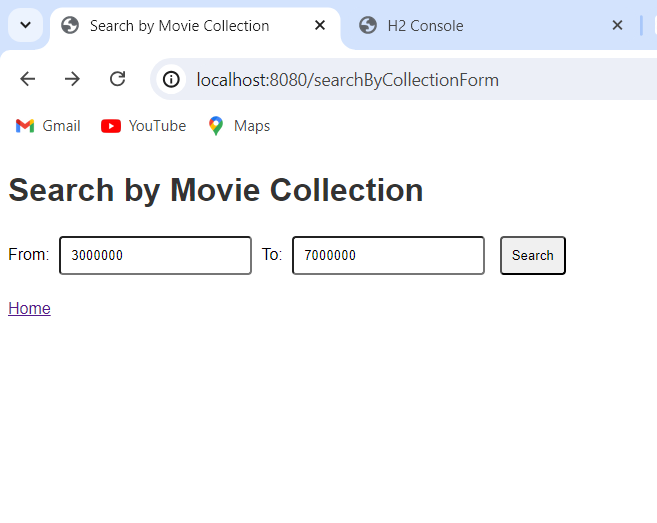 Search by Movie Collection
H2 Console
localhost:8080/searchByCollectionForm
Gmail YouTube Maps
Search by Movie Collection
From: 3000000 To: 7000000 Search
Home